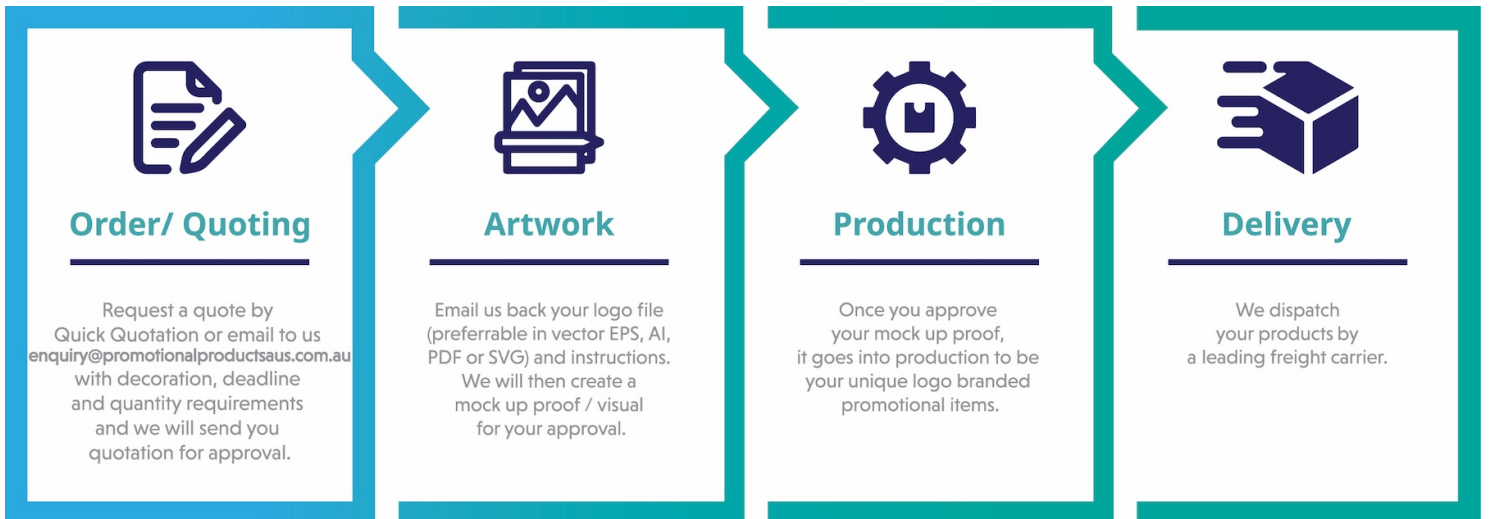 Order/ Quoting
Request a quote by
Quick Quotation or email to us
enquiry@promotionalproductsaus.com.au
with decoration, deadline
and quantity requirements
and we will send you
quotation for approval.
Artwork
Email us back your logo file
(preferrable in vector EPS, AI,
PDF or SVG) and instructions.
We will then create a
mock up proof / visual
for your approval.
Production
Once you approve
your mock up proof,
it goes into production to be
your unique logo branded
promotional items.
Delivery
We dispatch
your products by
a leading freight carrier.